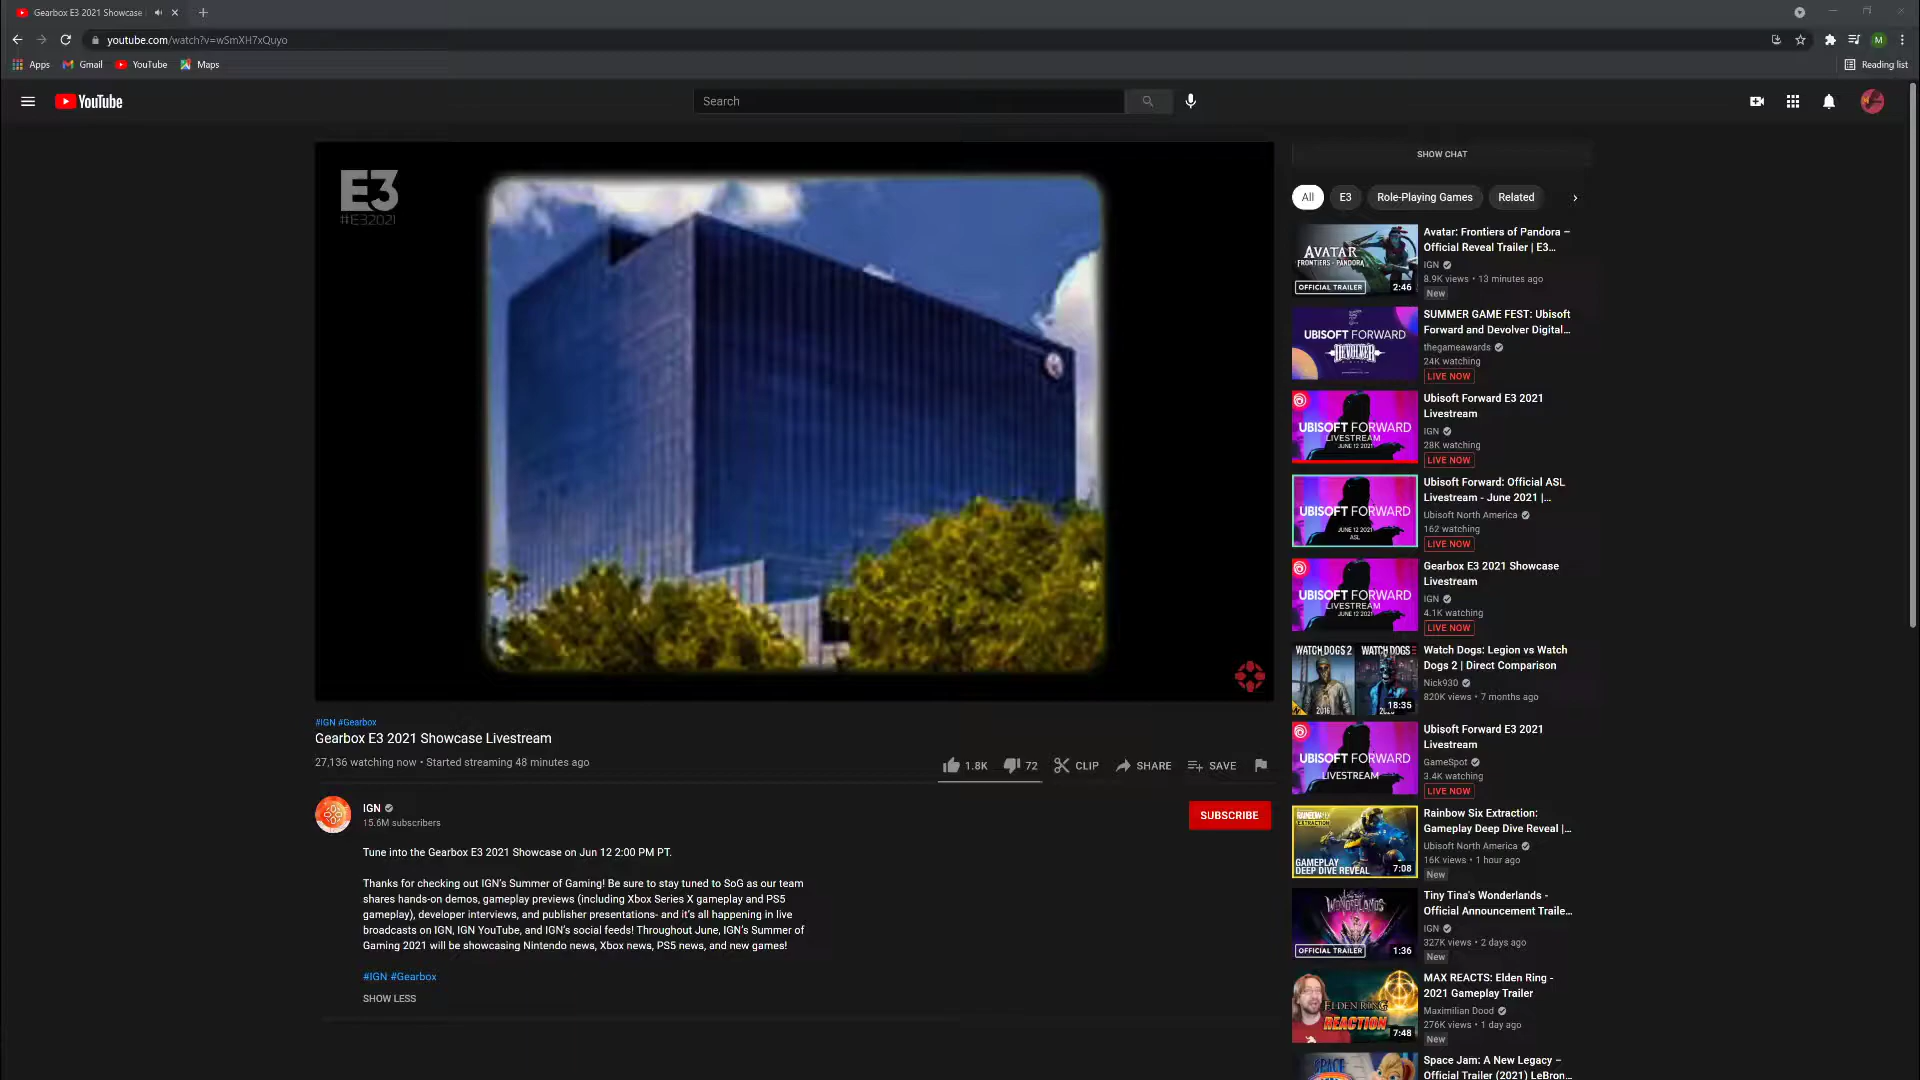 Gearbox E3 2021 Showcase
youtube.com/watch?v=wSmXH7xQuyo
M
Apps
Gmail
YouTube
Maps
Reading list
YouTube
Search
E3
#E32021
#IGN #Gearbox
Gearbox E3 2021 Showcase Livestream
27,136 watching now • Started streaming 48 minutes ago
1.8K
72
CLIP
SHARE
SAVE
IGN
15.6M subscribers
SUBSCRIBE
Tune into the Gearbox E3 2021 Showcase on Jun 12 2:00 PM PT.
Thanks for checking out IGN's Summer of Gaming! Be sure to stay tuned to SoG as our team
shares hands-on demos, gameplay previews (including Xbox Series X gameplay and PS5
gameplay), developer interviews, and publisher presentations- and it's all happening in live
broadcasts on IGN, IGN YouTube, and IGN's social feeds! Throughout June, IGN's Summer of
Gaming 2021 will be showcasing Nintendo news, Xbox news, PS5 news, and new games!
#IGN #Gearbox
SHOW LESS
SHOW CHAT
All
E3
Role-Playing Games
Related
AVATAR
FRONTIERS OF PANDORA
OFFICIAL TRAILER
2:46
Avatar: Frontiers of Pandora –
Official Reveal Trailer | E3...
IGN
8.9K views • 13 minutes ago
New
UBISOFT FORWARD
DEVOLVER
SUMMER GAME FEST: Ubisoft
Forward and Devolver Digital...
thegameawards
24K watching
LIVE NOW
UBISOFT FORWARD
LIVESTREAM
JUNE 12 2021
Ubisoft Forward E3 2021
Livestream
IGN
28K watching
LIVE NOW
UBISOFT FORWARD
JUNE 12 2021
ASL
Ubisoft Forward: Official ASL
Livestream - June 2021 |...
Ubisoft North America
162 watching
LIVE NOW
UBISOFT FORWARD
LIVESTREAM
JUNE 12 2021
Gearbox E3 2021 Showcase
Livestream
IGN
4.1K watching
LIVE NOW
WATCH DOGS 2
WATCH DOGS
2016
18:35
Watch Dogs: Legion vs Watch
Dogs 2 | Direct Comparison
Nick930
820K views • 7 months ago
UBISOFT FORWARD
LIVESTREAM
Ubisoft Forward E3 2021
Livestream
GameSpot
3.4K watching
LIVE NOW
GAMEPLAY
DEEP DIVE REVEAL
7:08
Rainbow Six Extraction:
Gameplay Deep Dive Reveal |...
Ubisoft North America
16K views • 1 hour ago
New
WONDERLANDS
OFFICIAL TRAILER
1:36
Tiny Tina's Wonderlands -
Official Announcement Traile...
IGN
327K views • 2 days ago
New
ELDEN RING
REACTION
7:48
MAX REACTS: Elden Ring -
2021 Gameplay Trailer
Maximilian Dood
276K views • 1 day ago
New
SPACE
Space Jam: A New Legacy –
Official Trailer (2021) LeBron...